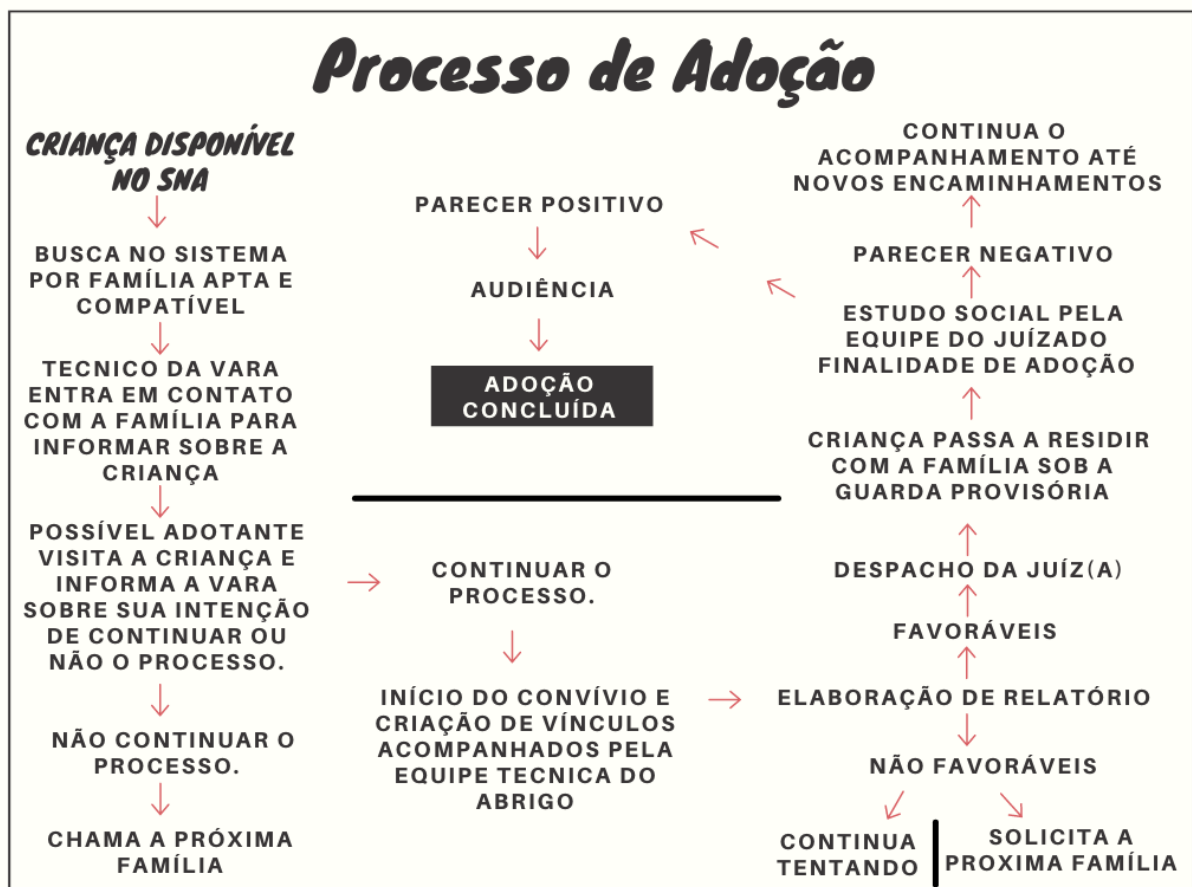 Processo de Adoção
CRIANÇA DISPONÍVEL
NO SNA
BUSCA NO SISTEMA
POR FAMÍLIA APTA E
COMPATÍVEL
TECNICO DA VARA
ENTRA EM CONTATO
COM A FAMÍLIA PARA
INFORMAR SOBRE A
CRIANÇA
POSSÍVEL ADOTANTE
VISITA A CRIANÇA E
INFORMA A VARA
SOBRE SUA INTENÇÃO
DE CONTINUAR OU
NÃO O PROCESSO.
NÃO CONTINUAR O
PROCESSO.
CHAMA A PRÓXIMA
FAMÍLIA
CONTINUAR O
PROCESSO.
INÍCIO DO CONVÍVIO E
CRIAÇÃO DE VÍNCULOS
ACOMPANHADOS PELA
EQUIPE TECNICA DO
ABRIGO
ELABORAÇÃO DE RELATÓRIO
NÃO FAVORÁVEIS
CONTINUA
TENTANDO
SOLICITA A
PROXIMA FAMÍLIA
FAVORÁVEIS
DESPACHO DA JUÍZ(A)
CRIANÇA PASSA A RESIDIR
COM A FAMÍLIA SOB A
GUARDA PROVISÓRIA
ESTUDO SOCIAL PELA
EQUIPE DO JUÍZADO
FINALIDADE DE ADOÇÃO
PARECER NEGATIVO
CONTINUA O
ACOMPANHAMENTO ATÉ
NOVOS ENCAMINHAMENTOS
PARECER POSITIVO
AUDIÊNCIA
ADOÇÃO
CONCLUÍDA